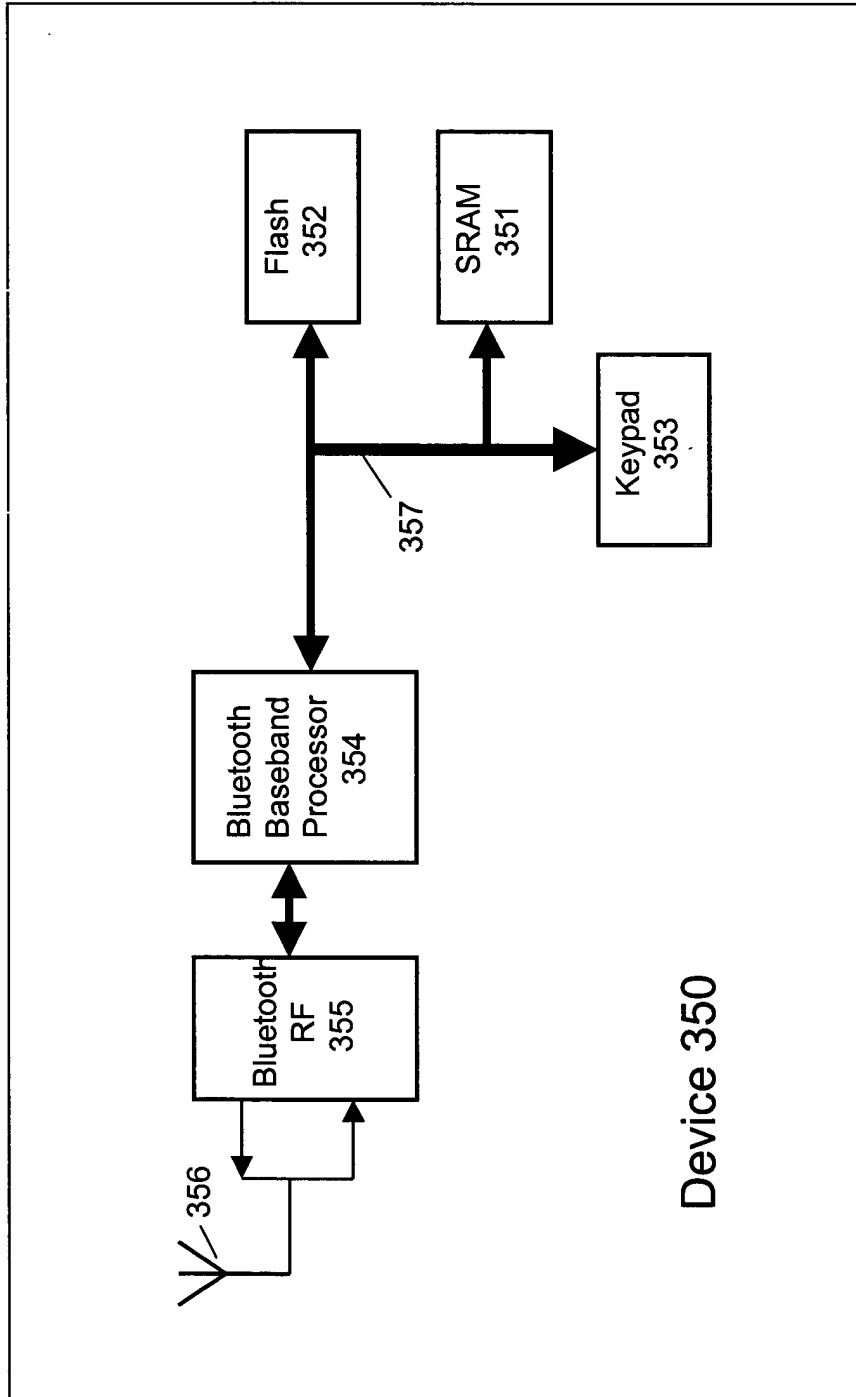 356
Bluetooth
RF
355
Bluetooth
Baseband
Processor
354
357
Flash
352
SRAM
351
Keypad
353
Device 350